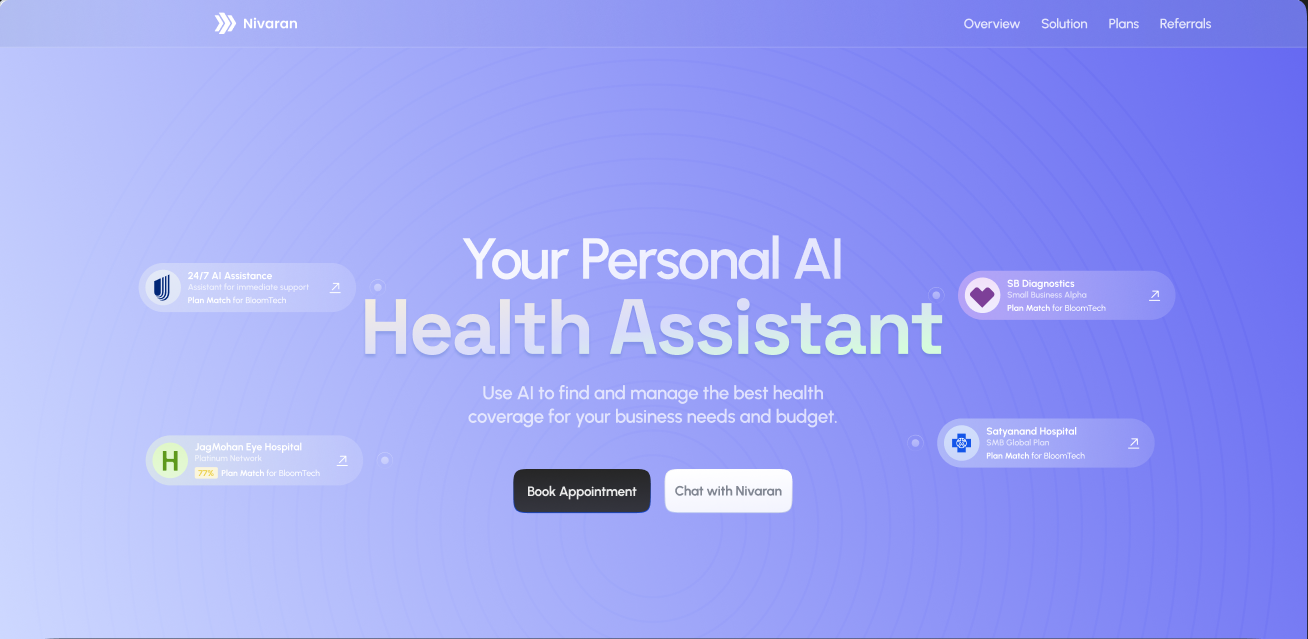 Nivaran
Overview
Solution
Plans
Referrals
Your Personal AI
Health Assistant
Use AI to find and manage the best health
coverage for your business needs and budget.
Book Appointment
Chat with Nivaran
24/7 AI Assistance
Assistant for immediate support
Plan Match for BloomTech
SB Diagnostics
Small Business Alpha
Plan Match for BloomTech
H
JagMohan Eye Hospital
Platinum Network
77% Plan Match for BloomTech
Satyanand Hospital
SMB Global Plan
Plan Match for BloomTech